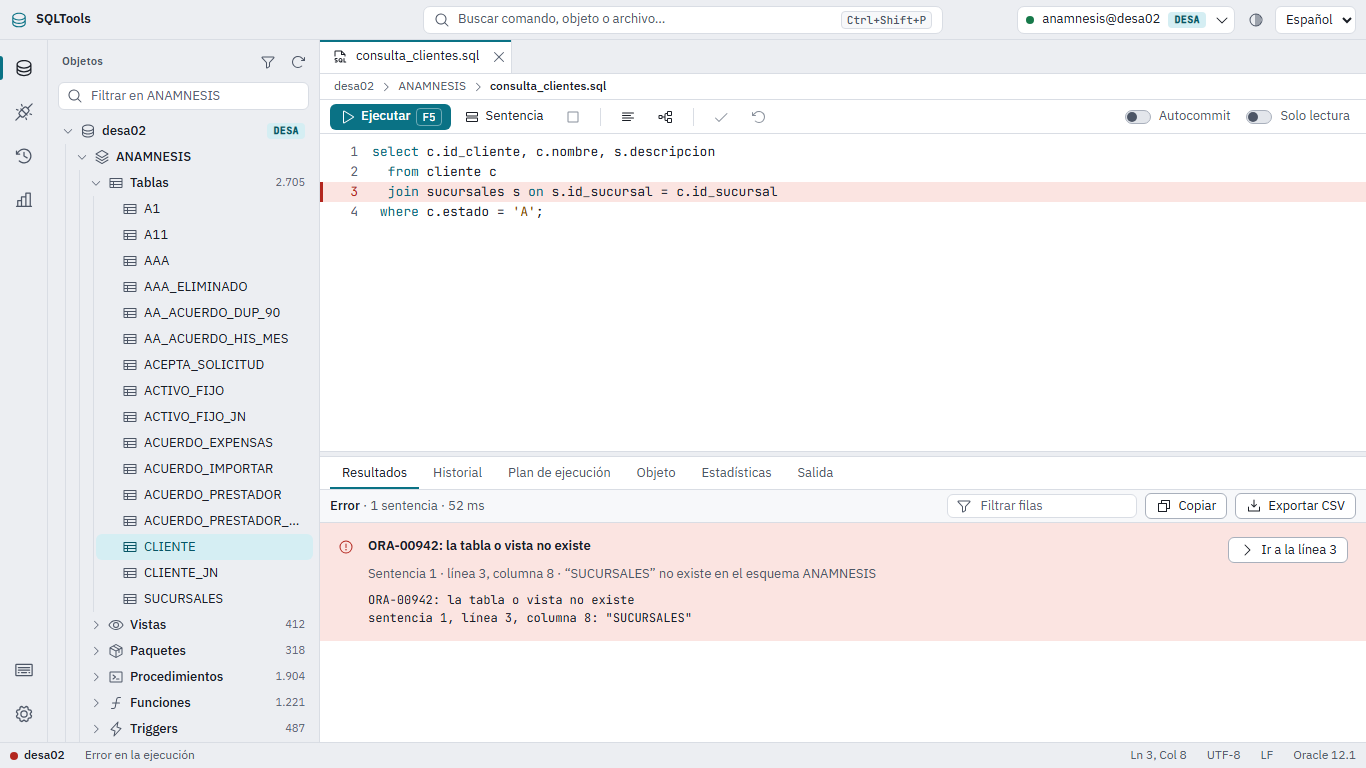 SQLTools
Buscar comando, objeto o archivo...
Ctrl+Shift+P
anamnesis@desa02 DESA
Español
Objetos
Filtrar en ANAMNESIS
desa02 DESA
ANAMNESIS
Tablas 2.705
A1
A11
AAA
AAA_ELIMINADO
AA_ACUERDO_DUP_90
AA_ACUERDO_HIS_MES
ACEPTA_SOLICITUD
ACTIVO_FIJO
ACTIVO_FIJO_JN
ACUERDO_EXPENSAS
ACUERDO_IMPORTAR
ACUERDO_PRESTADOR
ACUERDO_PRESTADOR_...
CLIENTE
CLIENTE_JN
SUCURSALES
Vistas 412
Paquetes 318
Procedimientos 1.904
Funciones 1.221
Triggers 487
SQL consulta_clientes.sql
desa02 > ANAMNESIS > consulta_clientes.sql
Ejecutar F5 Sentencia
Autocommit Solo lectura
1 select c.id_cliente, c.nombre, s.descripcion
2 from cliente c
3 join sucursales s on s.id_sucursal = c.id_sucursal
4 where c.estado = 'A';
Resultados Historial Plan de ejecución Objeto Estadísticas Salida
Error · 1 sentencia · 52 ms
Filtrar filas Copiar Exportar CSV
ORA-00942: la tabla o vista no existe
Ir a la línea 3
Sentencia 1 · línea 3, columna 8 · “SUCURSALES” no existe en el esquema ANAMNESIS
ORA-00942: la tabla o vista no existe
sentencia 1, línea 3, columna 8: "SUCURSALES"
desa02 Error en la ejecución
Ln 3, Col 8 UTF-8 LF Oracle 12.1